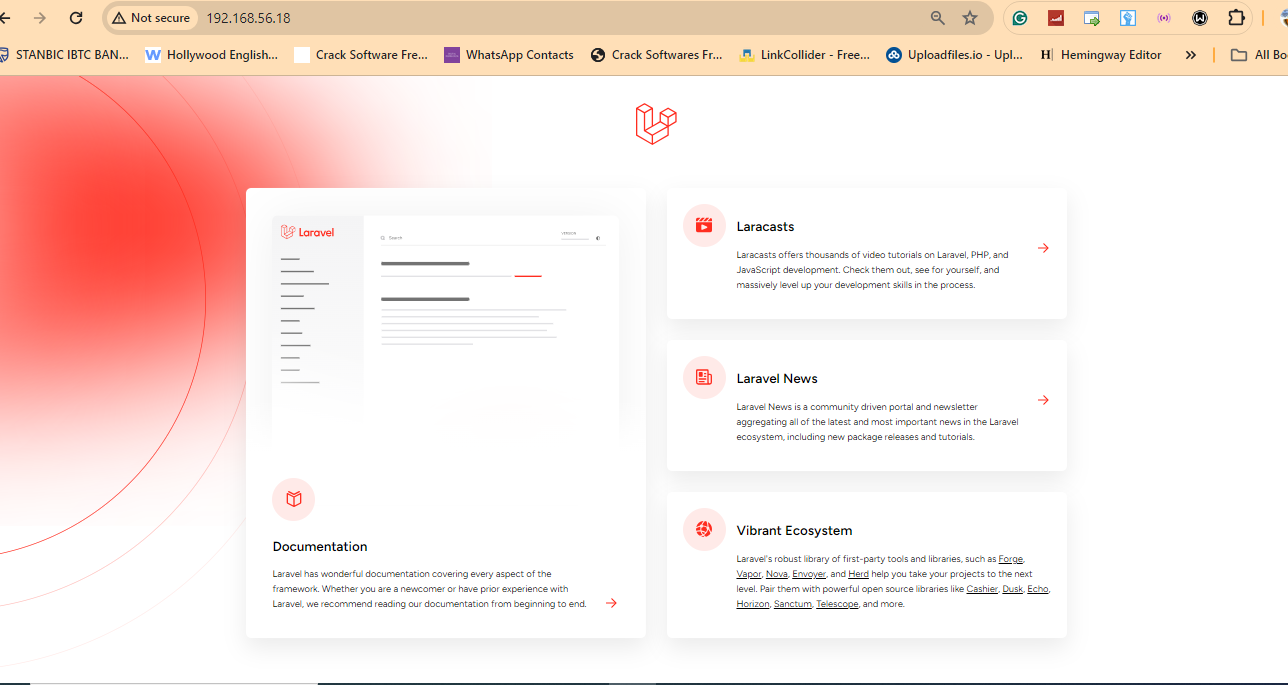 Not secure 192.168.56.18
STANBIC IBTC BAN... Hollywood English... Crack Software Fre... WhatsApp Contacts Crack Softwares Fr... LinkCollider - Free... Uploadfiles.io - Upl... Hemingway Editor » All Bo
Laravel
Search
VERSION
Documentation
Laravel has wonderful documentation covering every aspect of the
framework. Whether you are a newcomer or have prior experience with
Laravel, we recommend reading our documentation from beginning to end.
Laracasts
Laracasts offers thousands of video tutorials on Laravel, PHP, and
JavaScript development. Check them out, see for yourself, and
massively level up your development skills in the process.
Laravel News
Laravel News is a community driven portal and newsletter
aggregating all of the latest and most important news in the Laravel
ecosystem, including new package releases and tutorials.
Vibrant Ecosystem
Laravel's robust library of first-party tools and libraries, such as Forge,
Vapor, Nova, Envoyer, and Herd help you take your projects to the next
level. Pair them with powerful open source libraries like Cashier, Dusk, Echo,
Horizon, Sanctum, Telescope, and more.